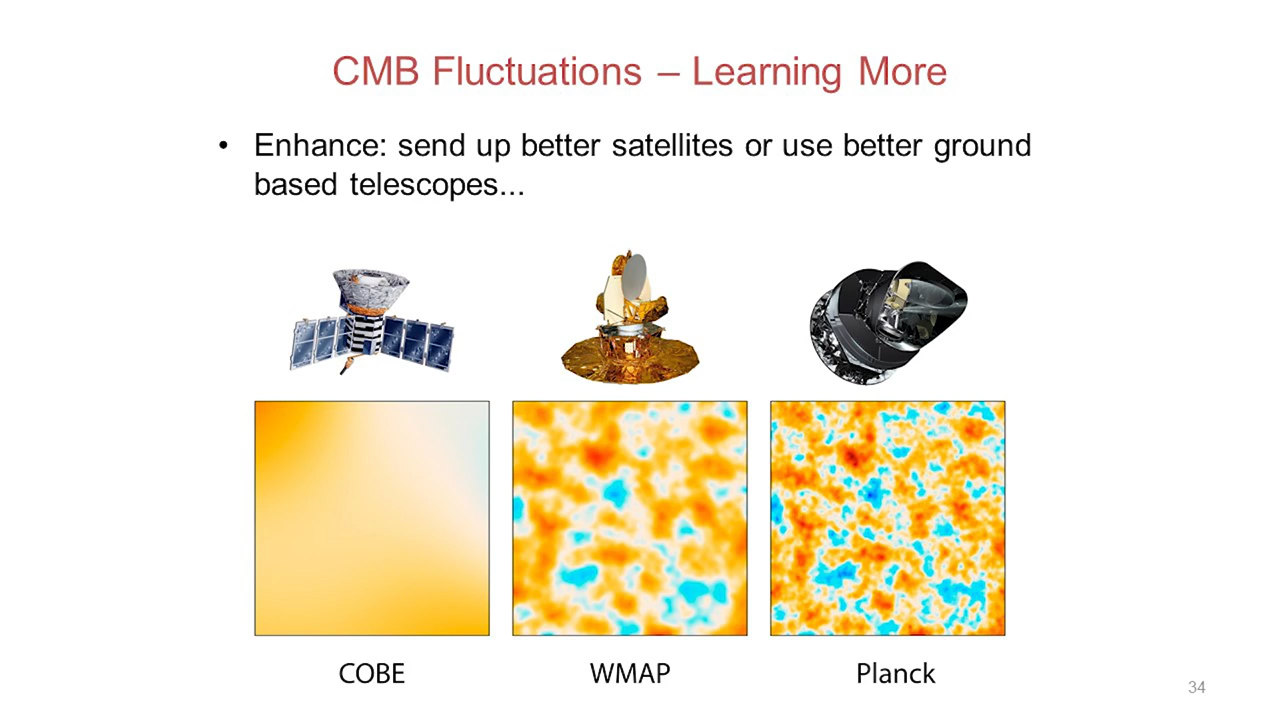 CMB Fluctuations – Learning More
• Enhance: send up better satellites or use better ground
based telescopes...
COBE
WMAP
Planck
34